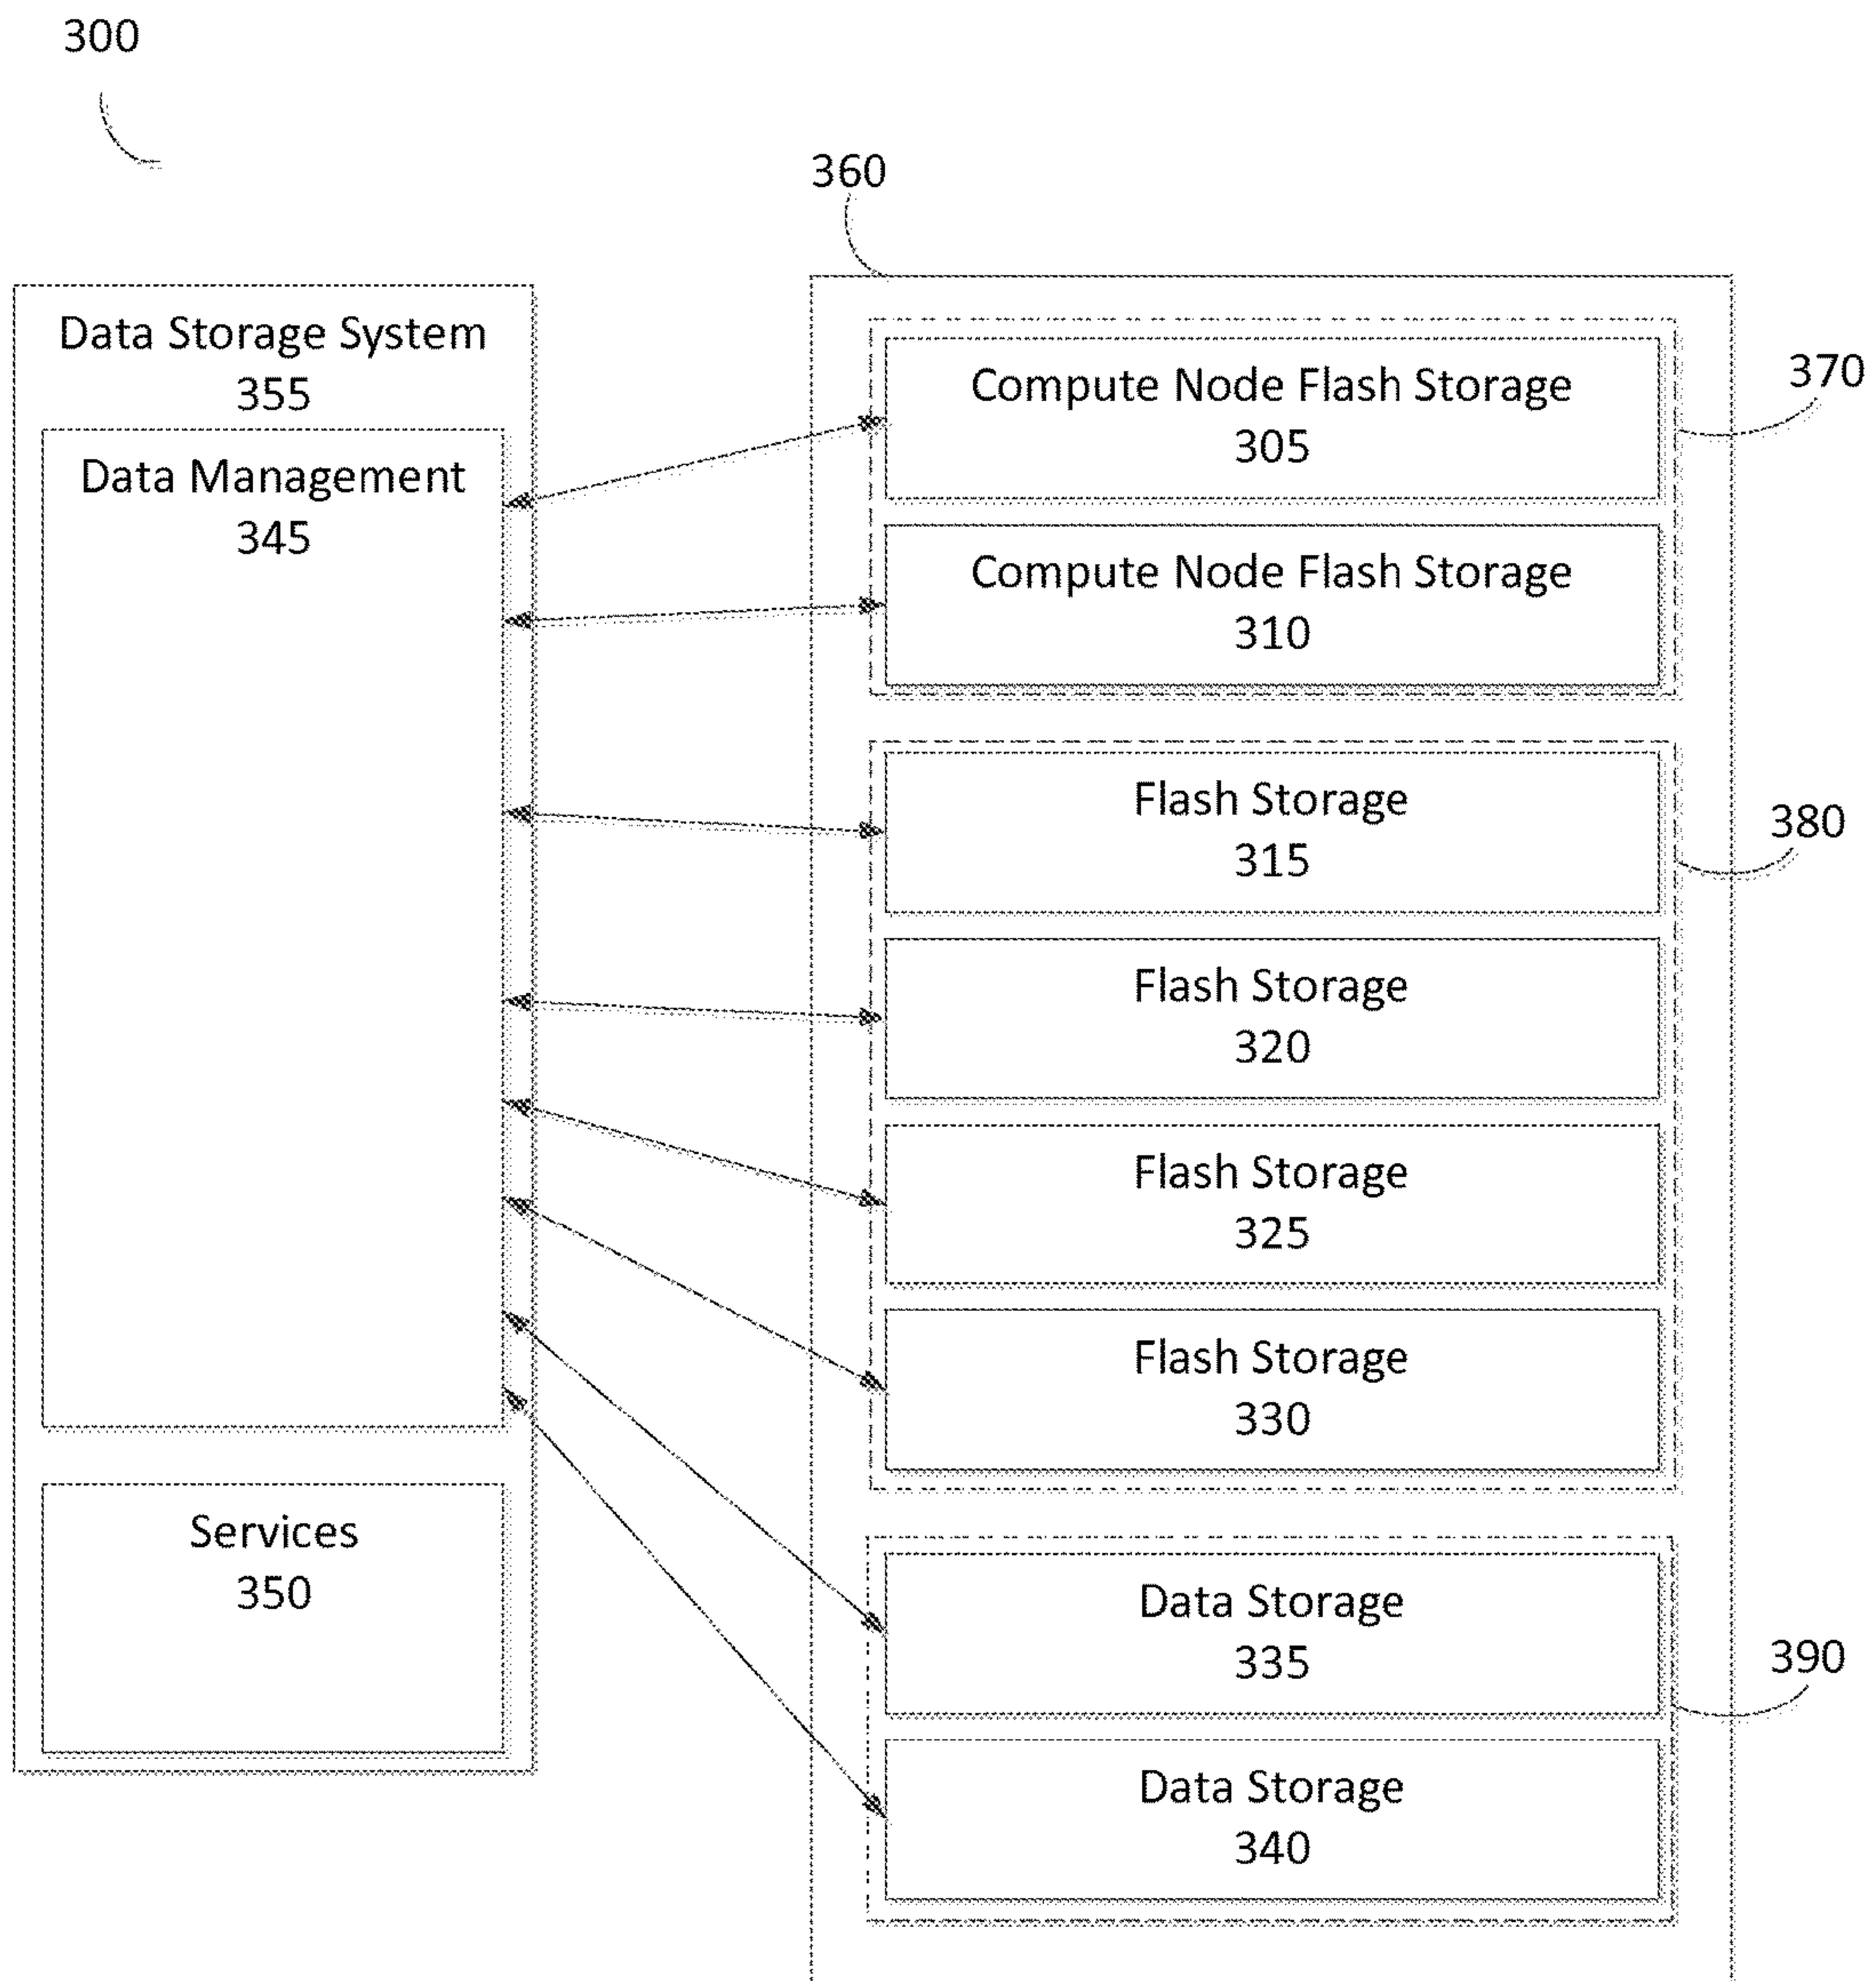 300
360
Data Storage System
355
Data Management
345
Services
350
Compute Node Flash Storage
305
Compute Node Flash Storage
310
370
Flash Storage
315
Flash Storage
320
Flash Storage
325
Flash Storage
330
380
Data Storage
335
Data Storage
340
390